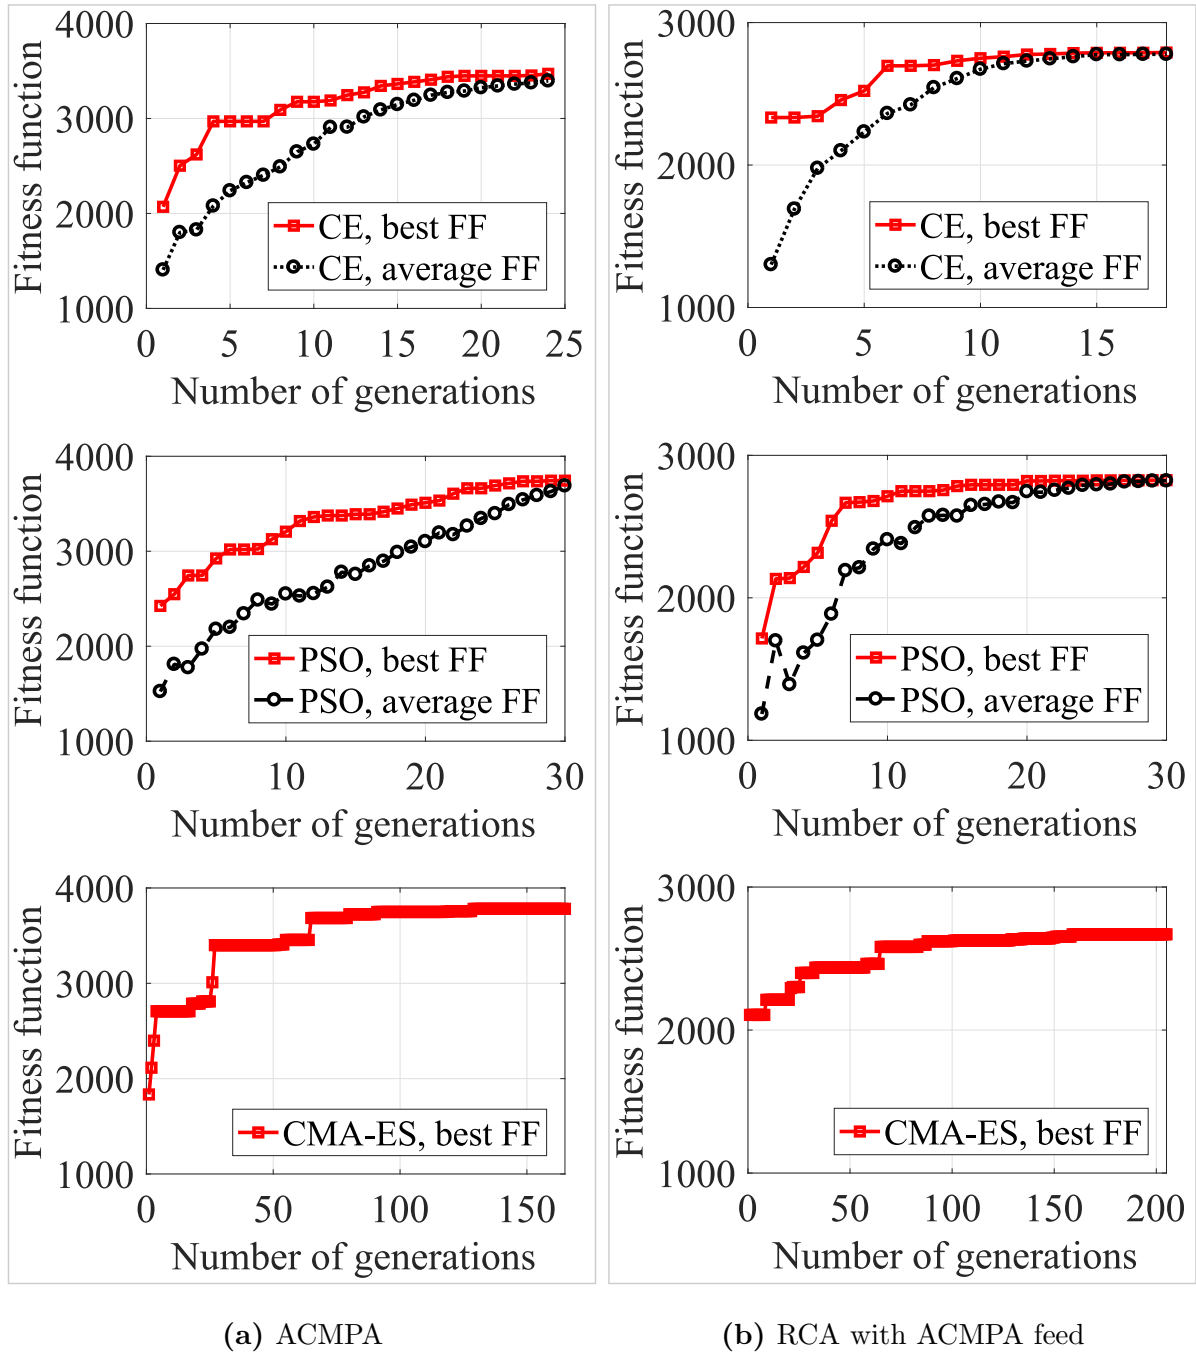 4000
3000
2000
1000
Fitness function
CE, best FF
CE, average FF
0 5 10 15 20 25
Number of generations
3000
2000
1000
Fitness function
CE, best FF
CE, average FF
0 5 10 15
Number of generations
4000
3000
2000
1000
Fitness function
PSO, best FF
PSO, average FF
0 10 20 30
Number of generations
3000
2000
1000
Fitness function
PSO, best FF
PSO, average FF
0 10 20 30
Number of generations
4000
3000
2000
1000
Fitness function
CMA-ES, best FF
0 50 100 150
Number of generations
3000
2000
1000
Fitness function
CMA-ES, best FF
0 50 100 150 200
Number of generations
(a) ACMPA
(b) RCA with ACMPA feed